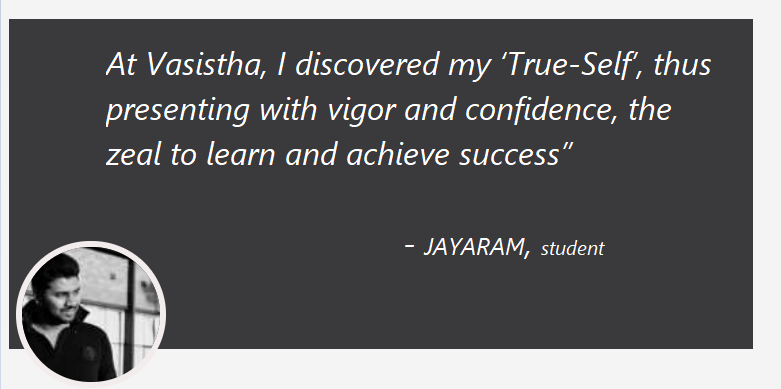 At Vasistha, I discovered my ‘True-Self’, thus
presenting with vigor and confidence, the
zeal to learn and achieve success”
- JAYARAM, student